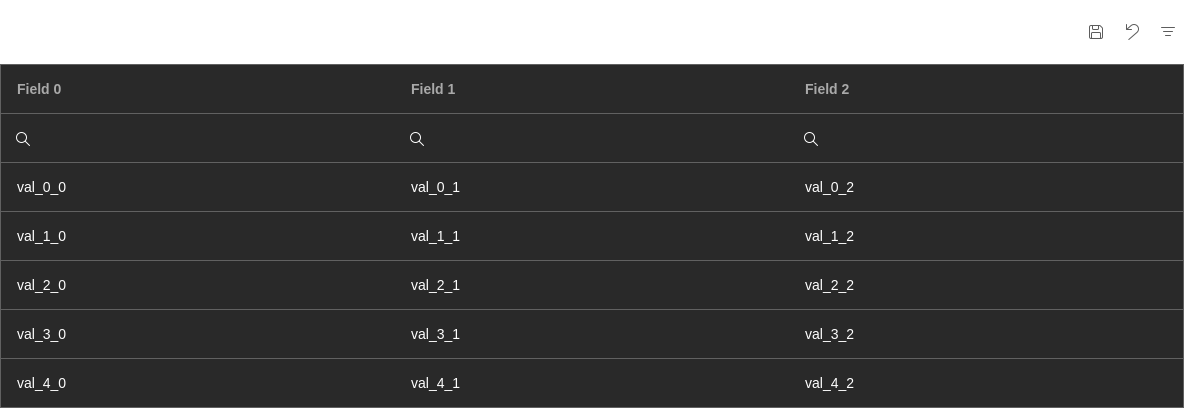 Field 0 Field 1 Field 2
val_0_0 val_0_1 val_0_2
val_1_0 val_1_1 val_1_2
val_2_0 val_2_1 val_2_2
val_3_0 val_3_1 val_3_2
val_4_0 val_4_1 val_4_2